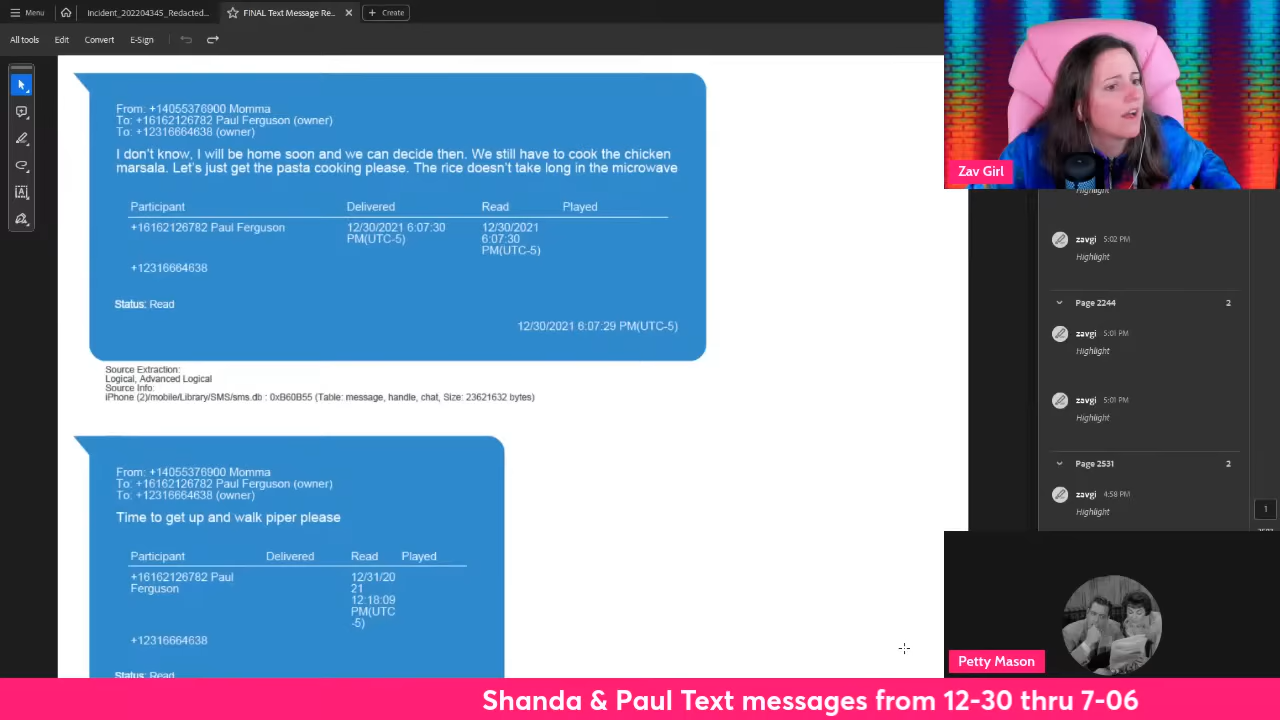 Menu
Incident_202204345_Redacted...
FINAL Text Message Re...
Create
All tools
Edit
Convert
E-Sign
From: +14055376900 Momma
To: +16162126782 Paul Ferguson (owner)
To: +12316664638 (owner)
I don't know, I will be home soon and we can decide then. We still have to cook the chicken
marsala. Let's just get the pasta cooking please. The rice doesn't take long in the microwave
Participant Delivered Read Played
+16162126782 Paul Ferguson 12/30/2021 6:07:30 12/30/2021
PM(UTC-5) 6:07:30
PM(UTC-5)
+12316664638
Status: Read
12/30/2021 6:07:29 PM(UTC-5)
Source Extraction:
Logical, Advanced Logical
Source Info:
iPhone (2)/mobile/Library/SMS/sms.db : 0xB60B55 (Table: message, handle, chat, Size: 23621632 bytes)
From: +14055376900 Momma
To: +16162126782 Paul Ferguson (owner)
To: +12316664638 (owner)
Time to get up and walk piper please
Participant Delivered Read Played
+16162126782 Paul 12/31/20
Ferguson 21
12:18:09
PM(UTC
-5)
+12316664638
Status: Read
Zav Girl
Highlight
zavgi 5:02 PM
Highlight
Page 2244 2
zavgi 5:01 PM
Highlight
zavgi 5:01 PM
Highlight
Page 2531 2
zavgi 4:58 PM
Highlight
1
Petty Mason
Shanda & Paul Text messages from 12-30 thru 7-06